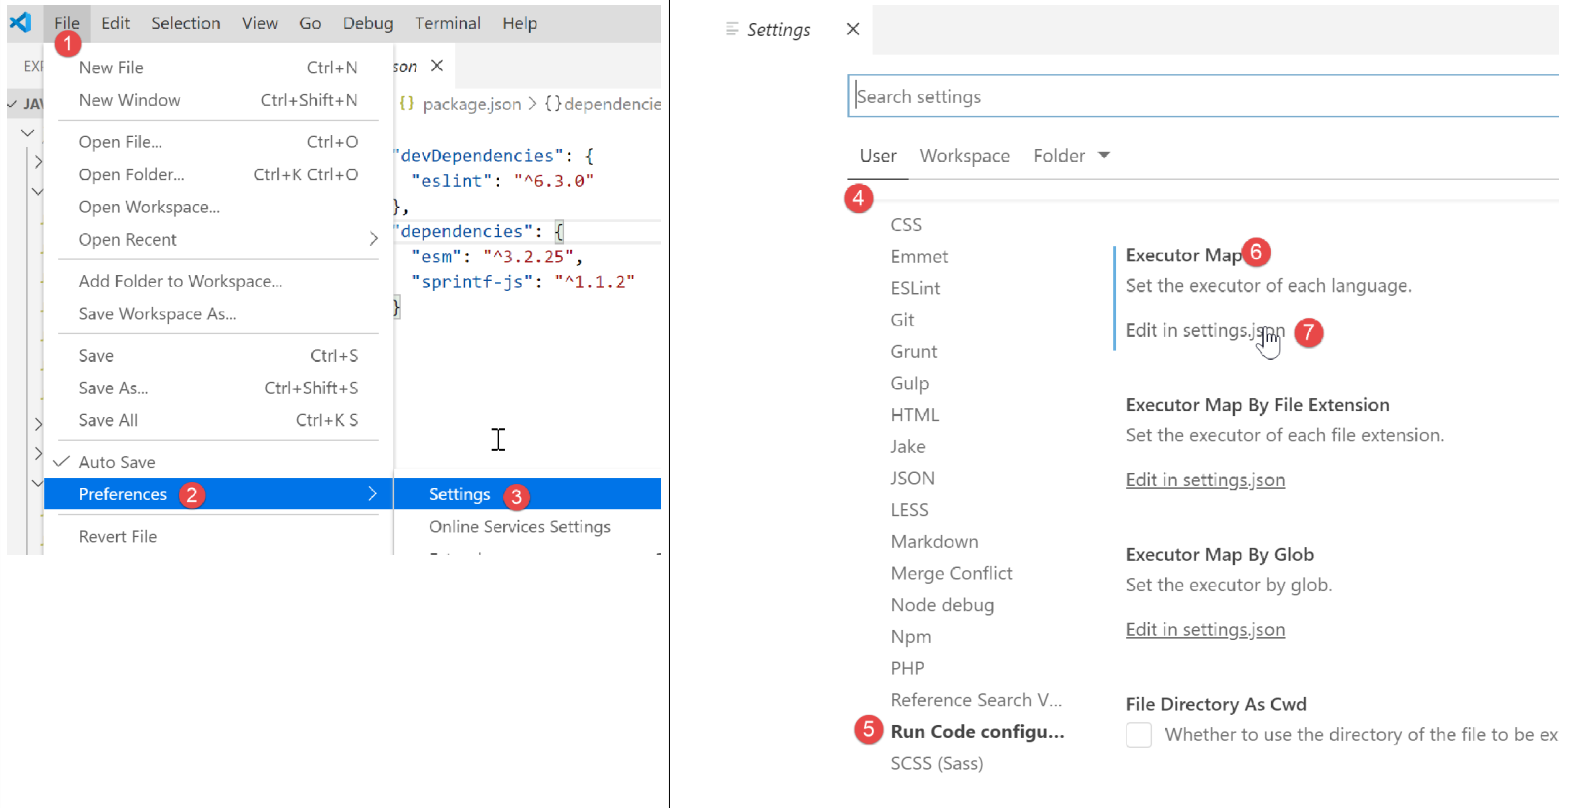 File Edit Selection View Go Debug Terminal Help
1
EXP
New File Ctrl+N
New Window Ctrl+Shift+N
Open File... Ctrl+O
Open Folder... Ctrl+K Ctrl+O
Open Workspace...
Open Recent
Add Folder to Workspace...
Save Workspace As...
Save Ctrl+S
Save As... Ctrl+Shift+S
Save All Ctrl+K S
Auto Save
Preferences 2
Revert File
Settings 3
Online Services Settings
JAV
son
{} package.json > {} dependencie
"devDependencies": {
"eslint": "^6.3.0"
},
"dependencies": {
"esm": "^3.2.25",
"sprintf-js": "^1.1.2"
}
Settings
Search settings
User Workspace Folder
4
CSS
Emmet
ESLint
Git
Grunt
Gulp
HTML
Jake
JSON
LESS
Markdown
Merge Conflict
Node debug
Npm
PHP
Reference Search V...
5 Run Code configu...
SCSS (Sass)
Executor Map 6
Set the executor of each language.
Edit in settings.json 7
Executor Map By File Extension
Set the executor of each file extension.
Edit in settings.json
Executor Map By Glob
Set the executor by glob.
Edit in settings.json
File Directory As Cwd
Whether to use the directory of the file to be ex